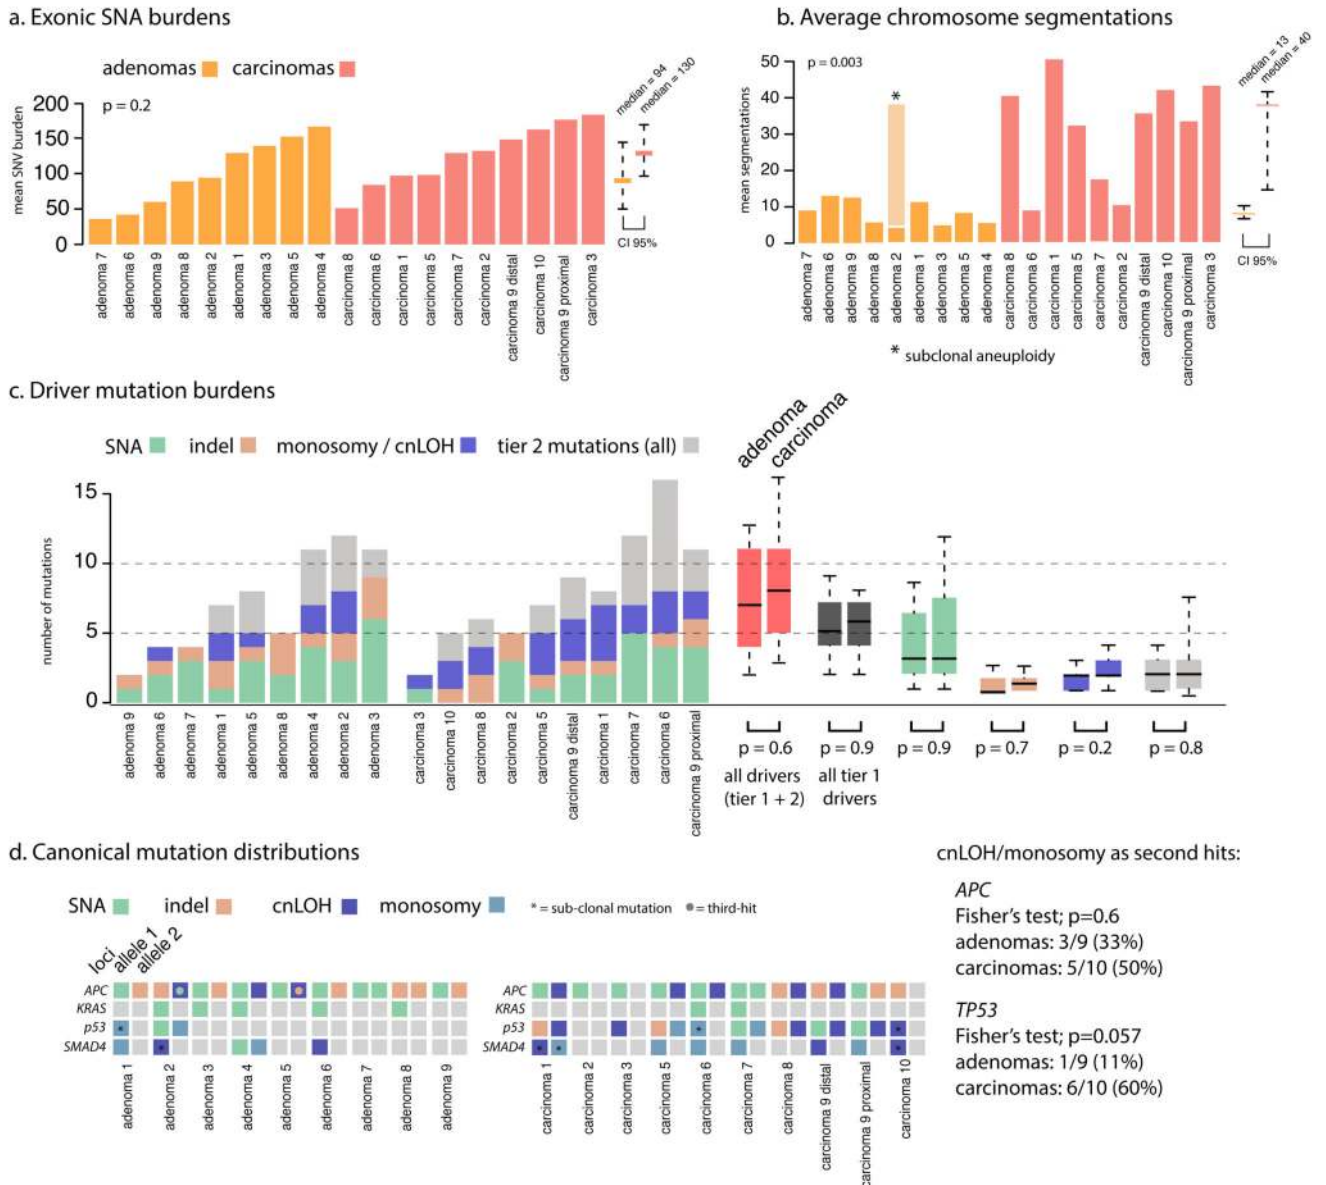 a. Exonic SNA burdens
adenomas carcinomas
p = 0.2
mean SNV burden
200
150
100
50
0
median = 94
median = 130
CI 95%
adenoma 7
adenoma 6
adenoma 9
adenoma 8
adenoma 2
adenoma 1
adenoma 3
adenoma 5
adenoma 4
carcinoma 8
carcinoma 6
carcinoma 1
carcinoma 5
carcinoma 7
carcinoma 2
carcinoma 9 distal
carcinoma 10
carcinoma 9 proximal
carcinoma 3
b. Average chromosome segmentations
p = 0.003
mean segmentations
50
40
30
20
10
0
*
median = 13
median = 40
CI 95%
adenoma 7
adenoma 6
adenoma 9
adenoma 8
adenoma 2
adenoma 1
adenoma 3
adenoma 5
adenoma 4
carcinoma 8
carcinoma 6
carcinoma 1
carcinoma 5
carcinoma 7
carcinoma 2
carcinoma 9 distal
carcinoma 10
carcinoma 9 proximal
carcinoma 3
* subclonal aneuploidy
c. Driver mutation burdens
SNA indel monosomy / cnLOH tier 2 mutations (all)
number of mutations
15
10
5
0
adenoma 9
adenoma 6
adenoma 7
adenoma 1
adenoma 5
adenoma 8
adenoma 4
adenoma 2
adenoma 3
carcinoma 3
carcinoma 10
carcinoma 8
carcinoma 2
carcinoma 5
carcinoma 9 distal
carcinoma 1
carcinoma 7
carcinoma 6
carcinoma 9 proximal
adenoma
carcinoma
p = 0.6
all drivers
(tier 1 + 2)
p = 0.9
all tier 1
drivers
p = 0.9
p = 0.7
p = 0.2
p = 0.8
d. Canonical mutation distributions
SNA indel cnLOH monosomy * = sub-clonal mutation = third-hit
loci
allele 1
allele 2
APC
KRAS
p53
SMAD4
adenoma 1
adenoma 2
adenoma 3
adenoma 4
adenoma 5
adenoma 6
adenoma 7
adenoma 8
adenoma 9
APC
KRAS
p53
SMAD4
carcinoma 1
carcinoma 2
carcinoma 3
carcinoma 5
carcinoma 6
carcinoma 7
carcinoma 8
carcinoma 9 distal
carcinoma 9 proximal
carcinoma 10
cnLOH/monosomy as second hits:
APC
Fisher's test; p=0.6
adenomas: 3/9 (33%)
carcinomas: 5/10 (50%)
TP53
Fisher's test; p=0.057
adenomas: 1/9 (11%)
carcinomas: 6/10 (60%)